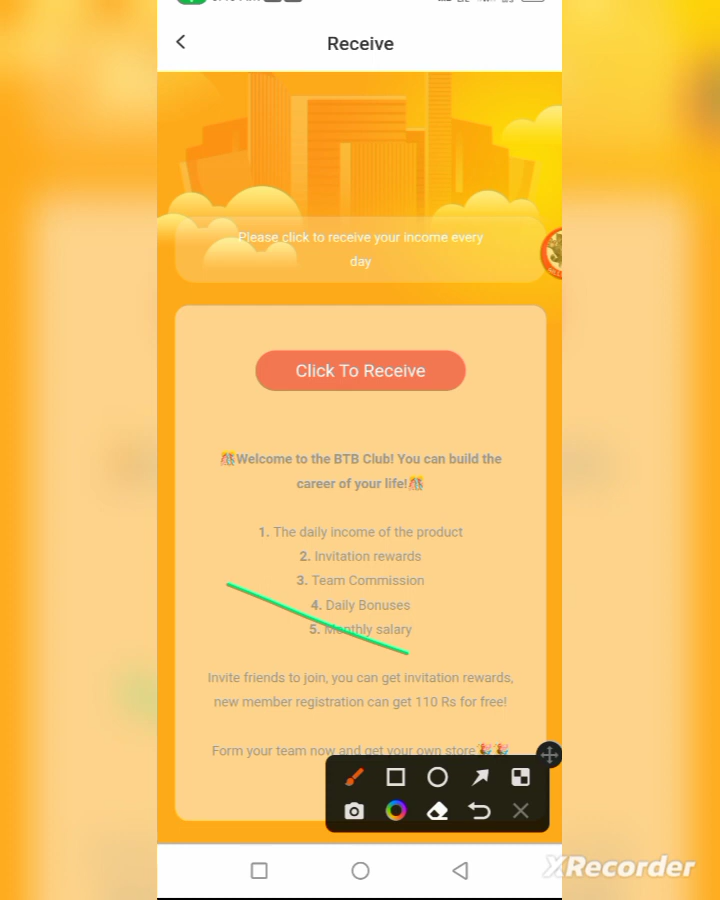 Receive
Please click to receive your income every
day
Click To Receive
🎊Welcome to the BTB Club! You can build the
career of your life!🎊
1. The daily income of the product
2. Invitation rewards
3. Team Commission
4. Daily Bonuses
5. Monthly salary
Invite friends to join, you can get invitation rewards,
new member registration can get 110 Rs for free!
Form your team now and get your own store🎉🎉
XRecorder